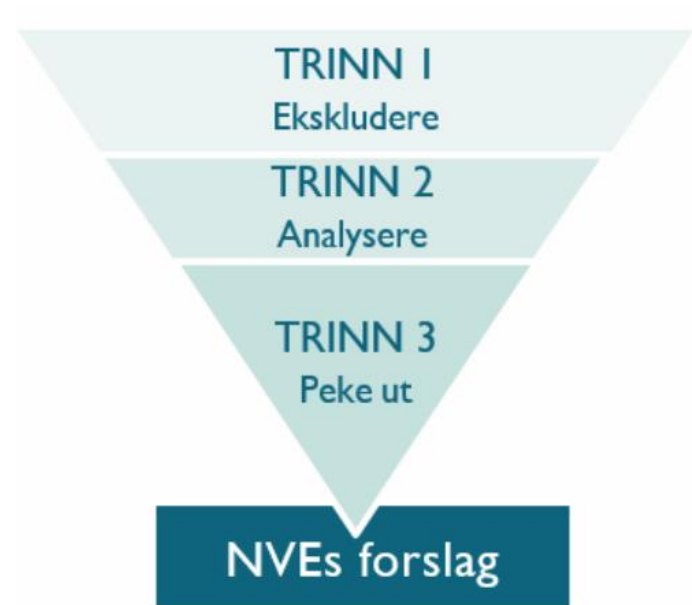 TRINN 1
Ekskludere
TRINN 2
Analysere
TRINN 3
Peke ut
NVEs forslag